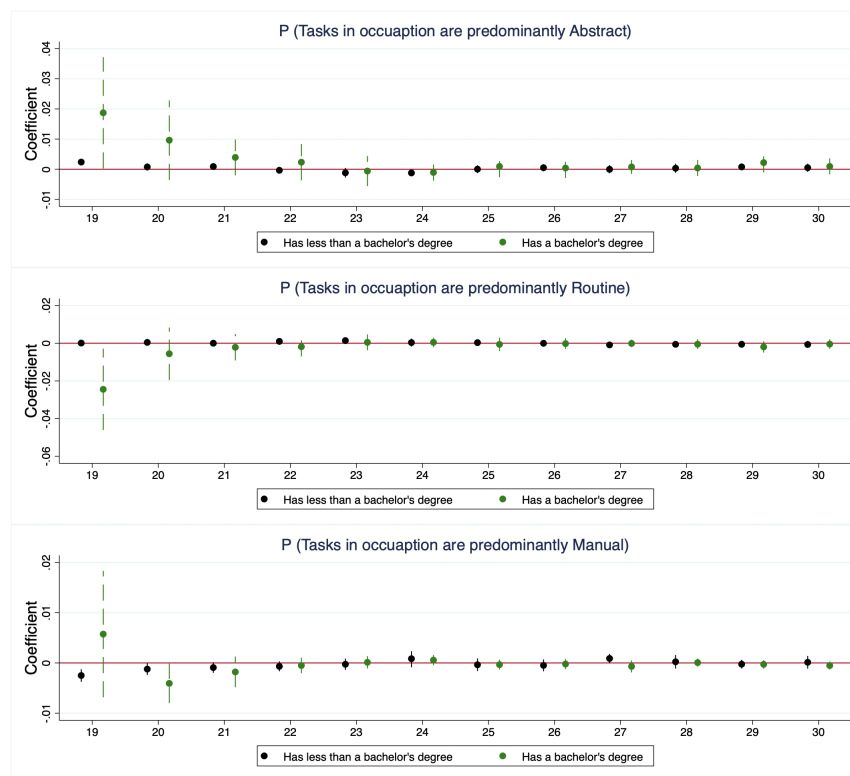 P (Tasks in occuaption are predominantly Abstract)
Coefficient
.04
.03
.02
.01
0
-.01
19 20 21 22 23 24 25 26 27 28 29 30
Has less than a bachelor's degree Has a bachelor's degree
P (Tasks in occuaption are predominantly Routine)
Coefficient
.02
0
-.02
-.04
-.06
19 20 21 22 23 24 25 26 27 28 29 30
Has less than a bachelor's degree Has a bachelor's degree
P (Tasks in occuaption are predominantly Manual)
Coefficient
.02
.01
0
-.01
19 20 21 22 23 24 25 26 27 28 29 30
Has less than a bachelor's degree Has a bachelor's degree